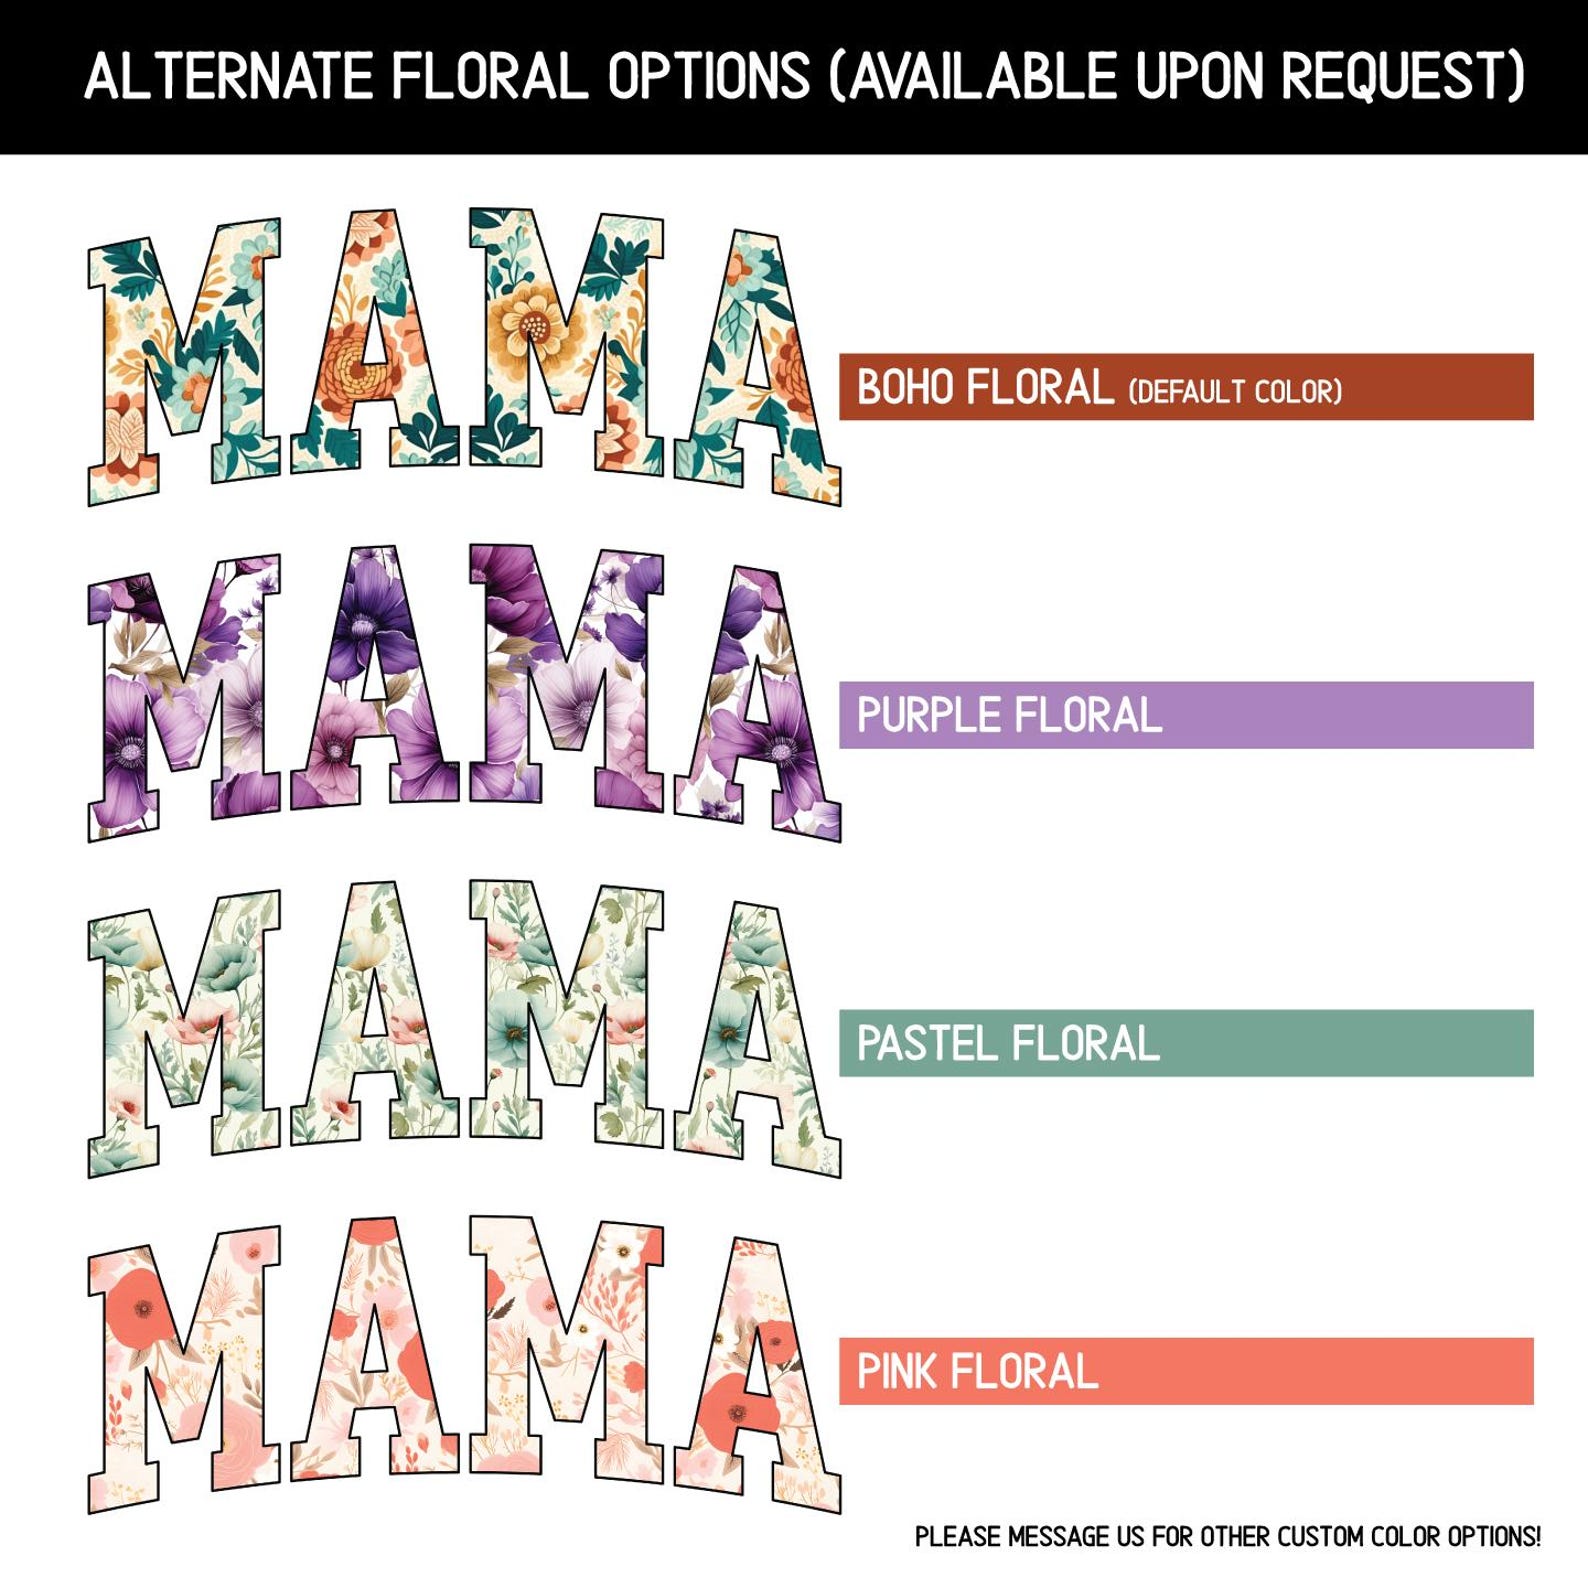 ALTERNATE FLORAL OPTIONS (AVAILABLE UPON REQUEST)
MAMA
BOHO FLORAL (DEFAULT COLOR)
MAMA
PURPLE FLORAL
MAMA
PASTEL FLORAL
MAMA
PINK FLORAL
PLEASE MESSAGE US FOR OTHER CUSTOM COLOR OPTIONS!